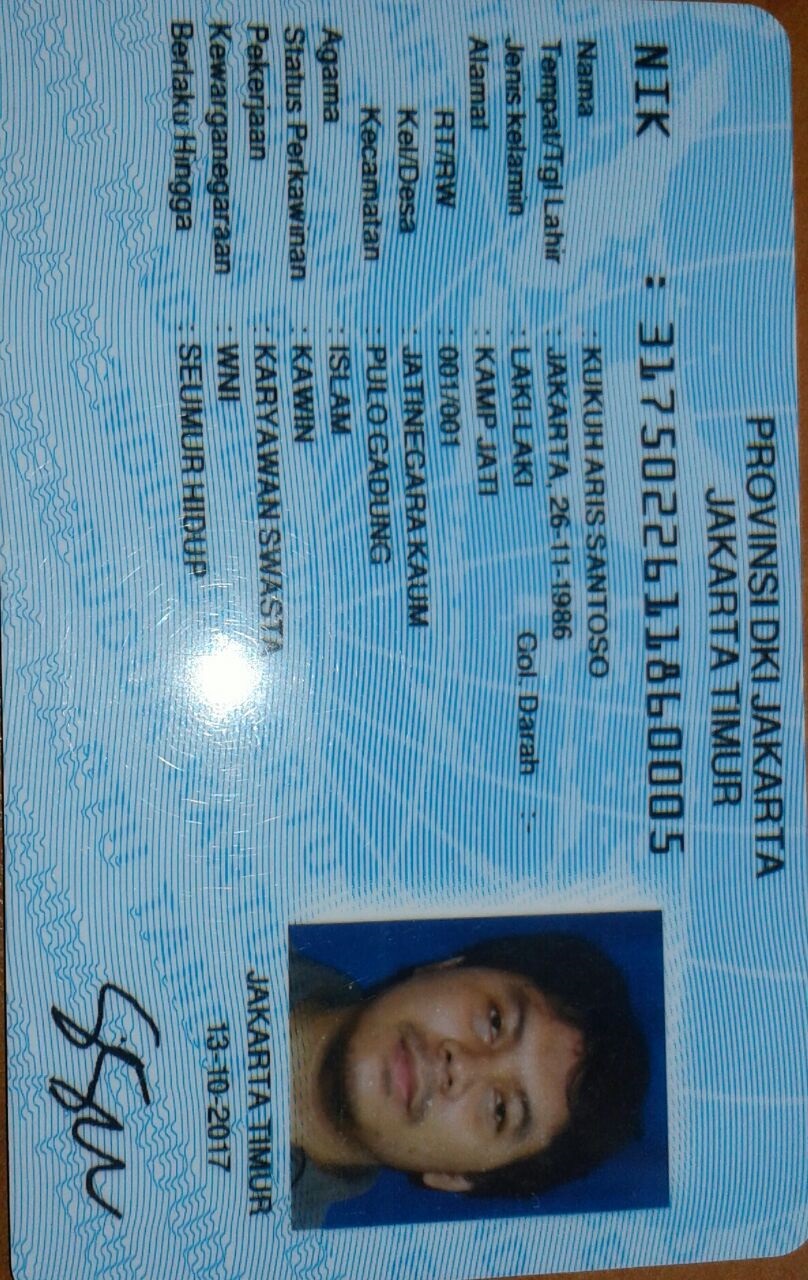 PROVINSI DKI JAKARTA
JAKARTA TIMUR
NIK : 3175022611860005
Nama : KUKUH ARIS SANTOSO
Tempat/Tgl Lahir : JAKARTA, 26-11-1986
Jenis kelamin : LAKI-LAKI Gol. Darah : -
Alamat : KAMP JATI
RT/RW : 001/001
Kel/Desa : JATINEGARA KAUM
Kecamatan : PULO GADUNG
Agama : ISLAM
Status Perkawinan : KAWIN
Pekerjaan : KARYAWAN SWASTA
Kewarganegaraan : WNI
Berlaku Hingga : SEUMUR HIDUP
JAKARTA TIMUR
13-10-2017